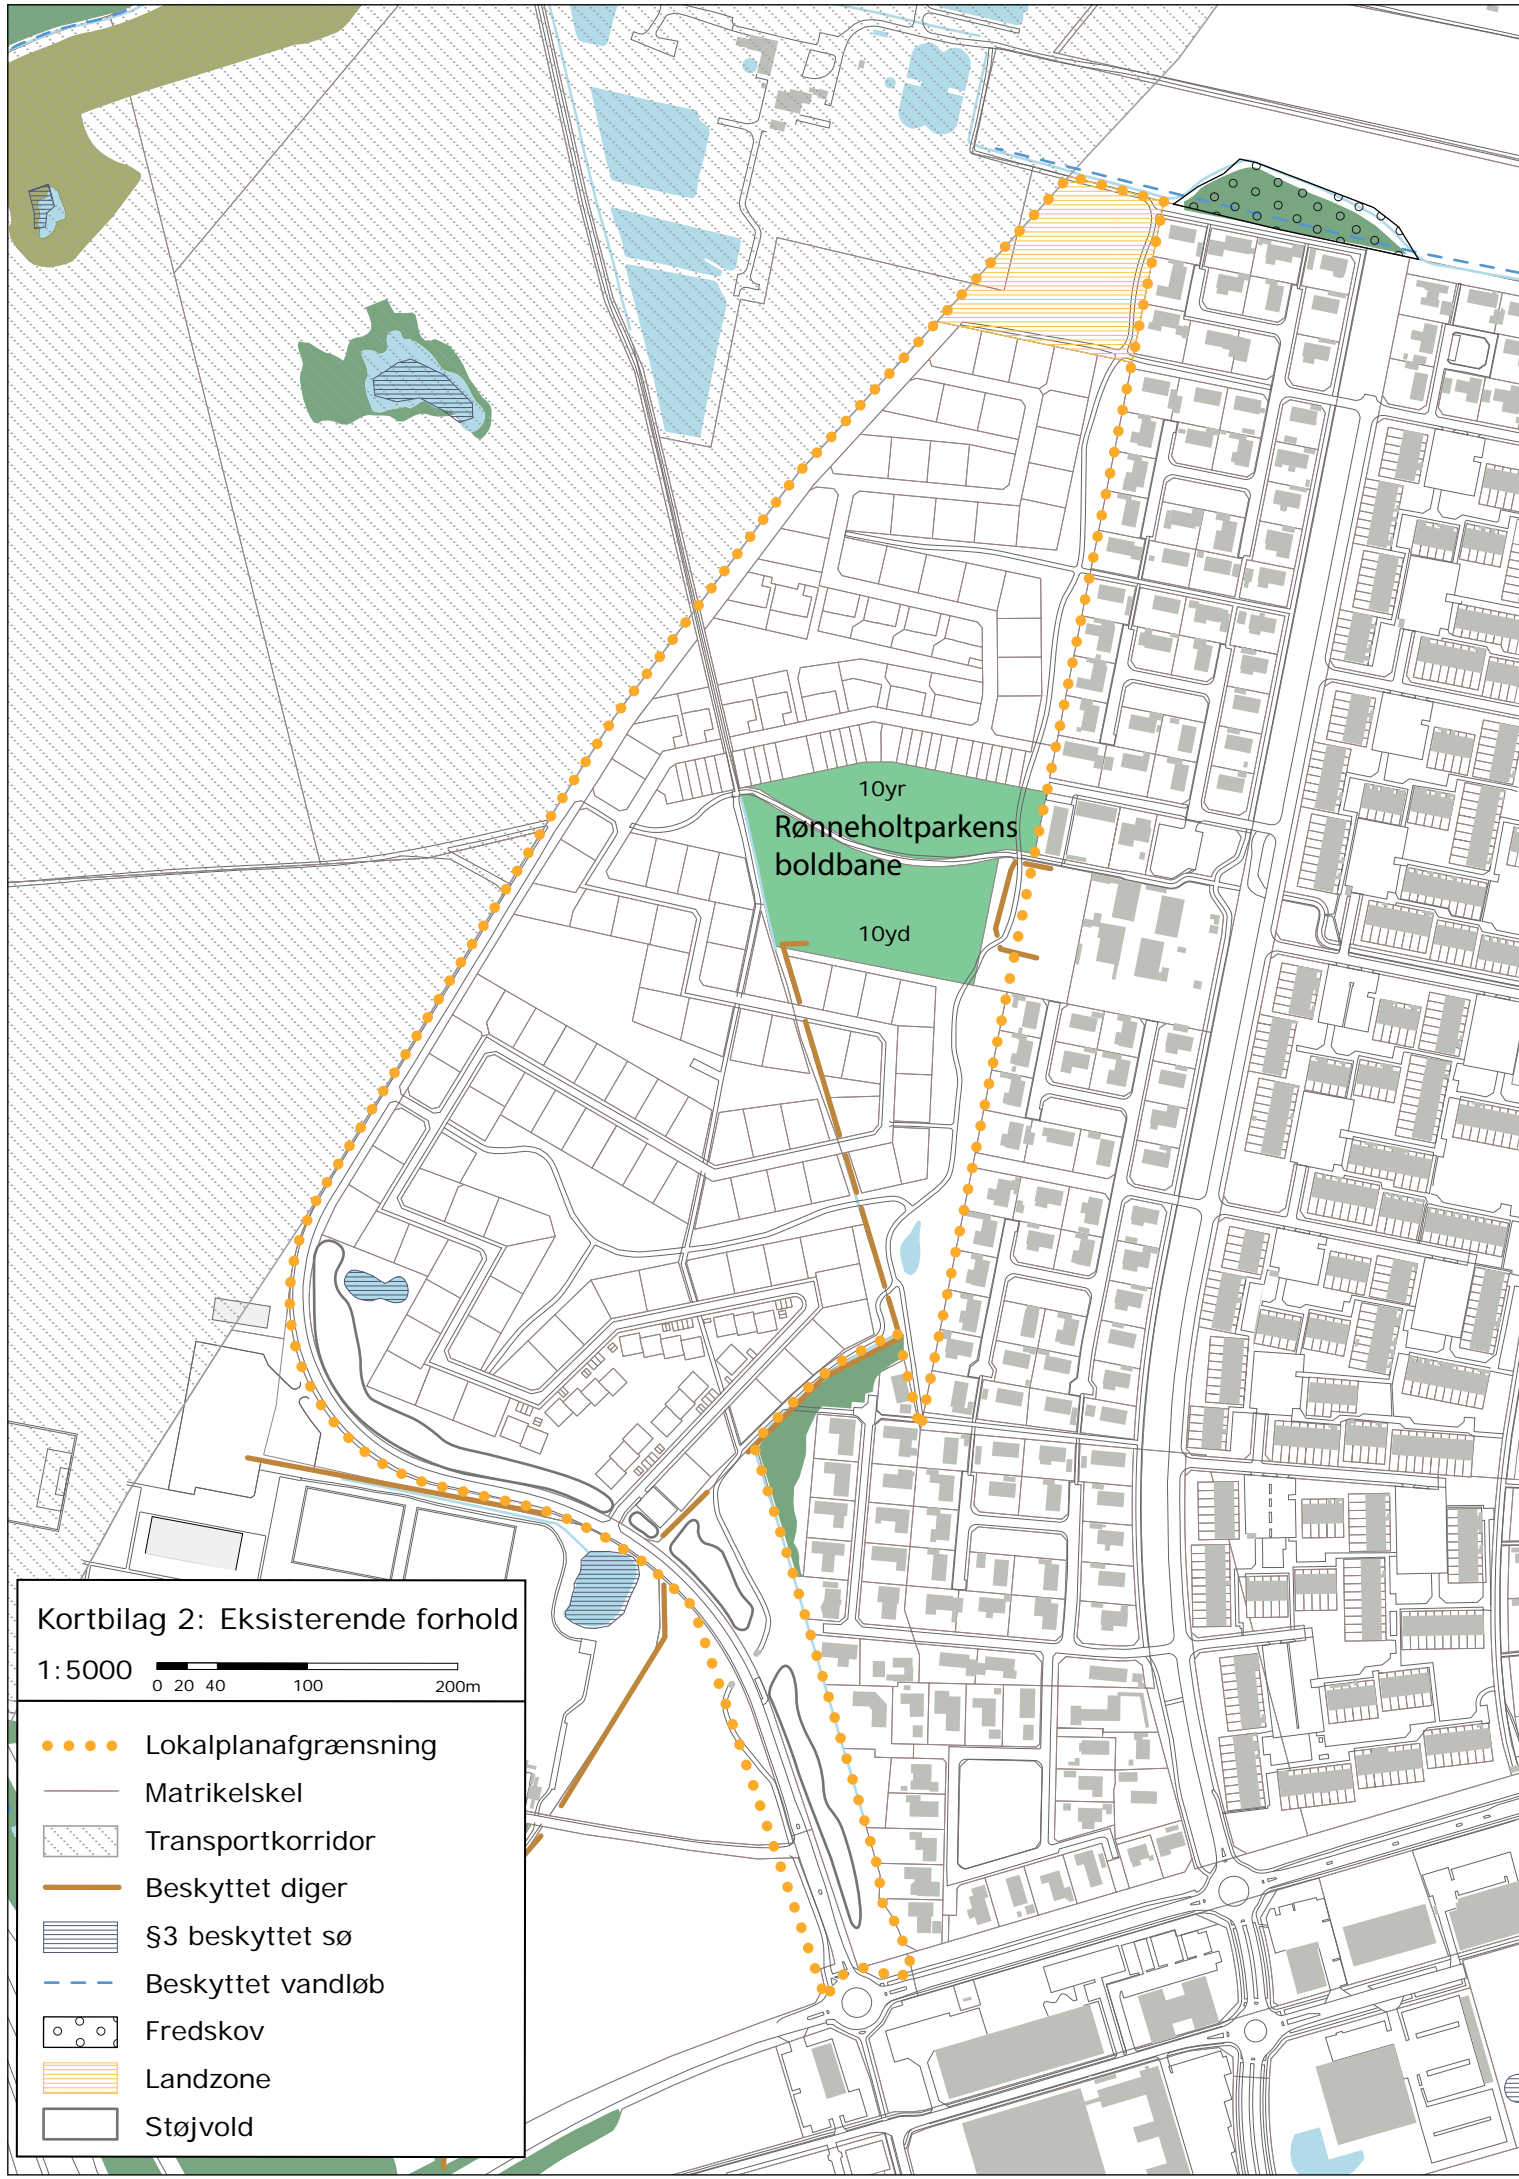 10yr
Rønneholtparkens
boldbane
10yd
Kortbilag 2: Eksisterende forhold
1:5000
0 20 40 100 200m
Lokalplanafgrænsning
Matrikelskel
Transportkorridor
Beskyttet diger
§3 beskyttet sø
Beskyttet vandløb
Fredskov
Landzone
Støjvold